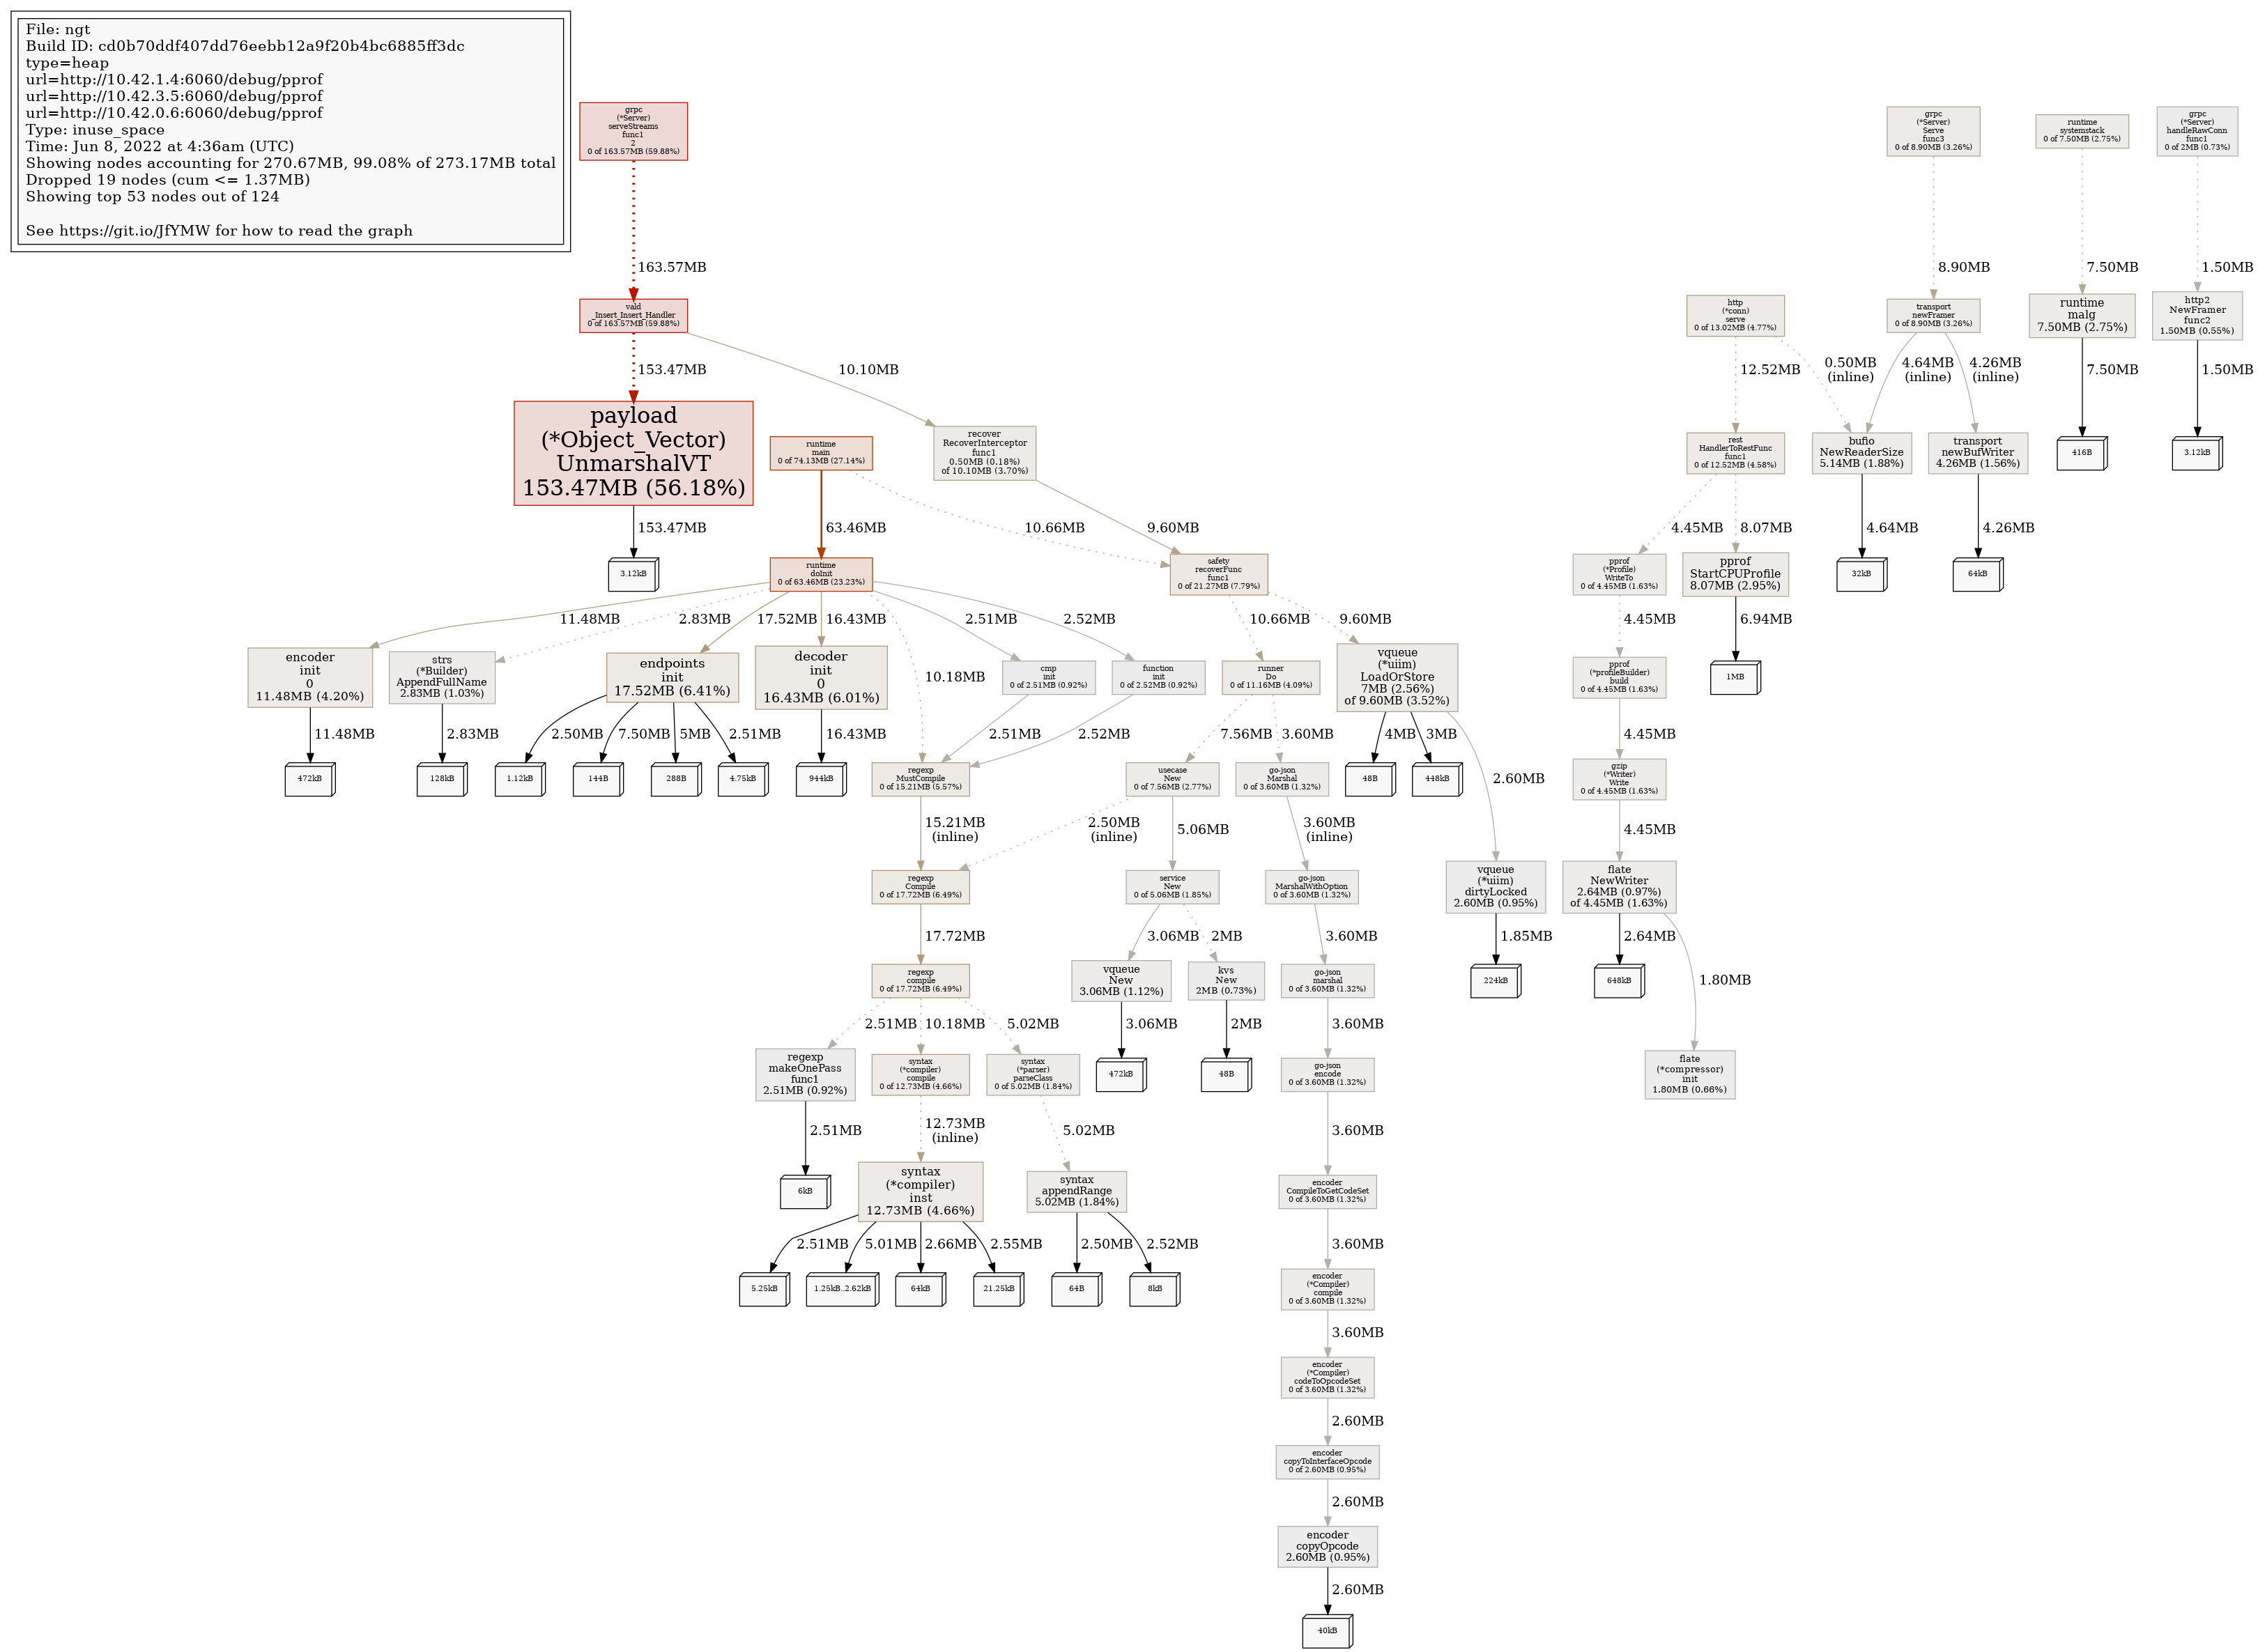 File: ngt
Build ID: cd0b70ddf407dd76eebb12a9f20b4bc6885ff3dc
type=heap
url=http://10.42.1.4:6060/debug/pprof
url=http://10.42.3.5:6060/debug/pprof
url=http://10.42.0.6:6060/debug/pprof
Type: inuse_space
Time: Jun 8, 2022 at 4:36am (UTC)
Showing nodes accounting for 270.67MB, 99.08% of 273.17MB total
Dropped 19 nodes (cum <= 1.37MB)
Showing top 53 nodes out of 124
See https://git.io/JfYMW for how to read the graph
grpc
(*Server)
serveStreams
func1
2
0 of 163.57MB (59.88%)
163.57MB
vald
_Insert_Insert_Handler
0 of 163.57MB (59.88%)
153.47MB
10.10MB
payload
(*Object_Vector)
UnmarshalVT
153.47MB (56.18%)
153.47MB
3.12kB
runtime
main
0 of 74.13MB (27.14%)
63.46MB
10.66MB
recover
RecoverInterceptor
func1
0.50MB (0.18%)
of 10.10MB (3.70%)
9.60MB
runtime
doInit
0 of 63.46MB (23.23%)
safety
recoverFunc
func1
0 of 21.27MB (7.79%)
11.48MB
2.83MB
17.52MB
16.43MB
10.18MB
2.51MB
2.52MB
10.66MB
9.60MB
encoder
init
0
11.48MB (4.20%)
11.48MB
472kB
strs
(*Builder)
AppendFullName
2.83MB (1.03%)
2.83MB
128kB
endpoints
init
17.52MB (6.41%)
2.50MB
7.50MB
5MB
2.51MB
1.12kB
144B
288B
4.75kB
decoder
init
0
16.43MB (6.01%)
16.43MB
944kB
cmp
init
0 of 2.51MB (0.92%)
2.51MB
function
init
0 of 2.52MB (0.92%)
2.52MB
runner
Do
0 of 11.16MB (4.09%)
7.56MB
3.60MB
vqueue
(*uiim)
LoadOrStore
7MB (2.56%)
of 9.60MB (3.52%)
4MB
3MB
2.60MB
48B
448kB
regexp
MustCompile
0 of 15.21MB (5.57%)
15.21MB
(inline)
usecase
New
0 of 7.56MB (2.77%)
2.50MB
(inline)
5.06MB
go-json
Marshal
0 of 3.60MB (1.32%)
3.60MB
(inline)
regexp
Compile
0 of 17.72MB (6.49%)
17.72MB
service
New
0 of 5.06MB (1.85%)
3.06MB
2MB
go-json
MarshalWithOption
0 of 3.60MB (1.32%)
3.60MB
vqueue
(*uiim)
dirtyLocked
2.60MB (0.95%)
1.85MB
224kB
regexp
compile
0 of 17.72MB (6.49%)
2.51MB
10.18MB
5.02MB
vqueue
New
3.06MB (1.12%)
3.06MB
472kB
kvs
New
2MB (0.73%)
2MB
48B
go-json
marshal
0 of 3.60MB (1.32%)
3.60MB
regexp
makeOnePass
func1
2.51MB (0.92%)
2.51MB
6kB
syntax
(*compiler)
compile
0 of 12.73MB (4.66%)
12.73MB
(inline)
syntax
(*parser)
parseClass
0 of 5.02MB (1.84%)
5.02MB
go-json
encode
0 of 3.60MB (1.32%)
3.60MB
syntax
(*compiler)
inst
12.73MB (4.66%)
2.51MB
5.01MB
2.66MB
2.55MB
5.25kB
1.25kB..2.62kB
64kB
21.25kB
syntax
appendRange
5.02MB (1.84%)
2.50MB
2.52MB
64B
8kB
encoder
CompileToGetCodeSet
0 of 3.60MB (1.32%)
3.60MB
encoder
(*Compiler)
compile
0 of 3.60MB (1.32%)
3.60MB
encoder
(*Compiler)
codeToOpcodeSet
0 of 3.60MB (1.32%)
2.60MB
encoder
copyToInterfaceOpcode
0 of 2.60MB (0.95%)
2.60MB
encoder
copyOpcode
2.60MB (0.95%)
2.60MB
40kB
http
(*conn)
serve
0 of 13.02MB (4.77%)
12.52MB
0.50MB
(inline)
rest
HandlerToRestFunc
func1
0 of 12.52MB (4.58%)
4.45MB
8.07MB
pprof
(*Profile)
WriteTo
0 of 4.45MB (1.63%)
4.45MB
pprof
StartCPUProfile
8.07MB (2.95%)
6.94MB
1MB
pprof
(*profileBuilder)
build
0 of 4.45MB (1.63%)
4.45MB
gzip
(*Writer)
Write
0 of 4.45MB (1.63%)
4.45MB
flate
NewWriter
2.64MB (0.97%)
of 4.45MB (1.63%)
2.64MB
1.80MB
648kB
flate
(*compressor)
init
1.80MB (0.66%)
grpc
(*Server)
Serve
func3
0 of 8.90MB (3.26%)
8.90MB
transport
newFramer
0 of 8.90MB (3.26%)
4.64MB
(inline)
4.26MB
(inline)
bufio
NewReaderSize
5.14MB (1.88%)
4.64MB
32kB
transport
newBufWriter
4.26MB (1.56%)
4.26MB
64kB
runtime
systemstack
0 of 7.50MB (2.75%)
7.50MB
runtime
malg
7.50MB (2.75%)
7.50MB
416B
grpc
(*Server)
handleRawConn
func1
0 of 2MB (0.73%)
1.50MB
http2
NewFramer
func2
1.50MB (0.55%)
1.50MB
3.12kB